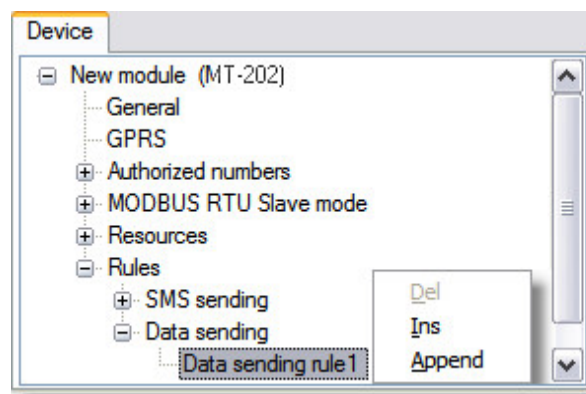 Device
New module (MT-202)
General
GPRS
Authorized numbers
MODBUS RTU Slave mode
Resources
Rules
SMS sending
Data sending
Data sending rule1
Del
Ins
Append